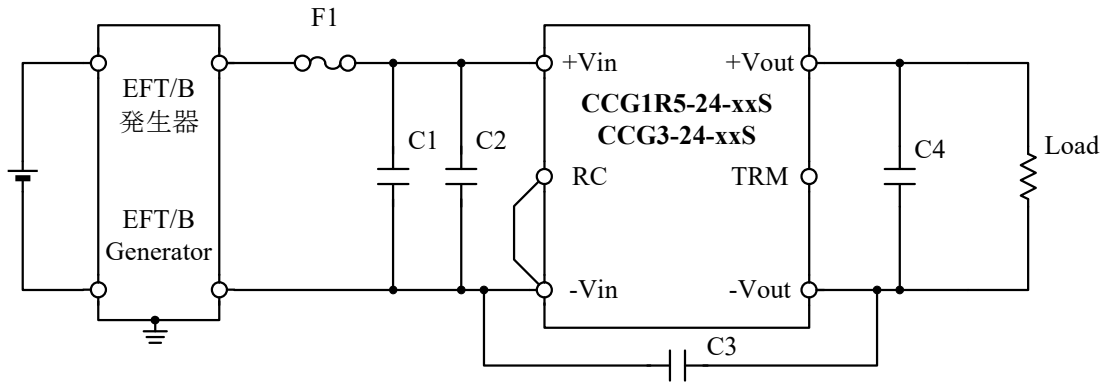 F1
EFT/B
発生器
EFT/B
Generator
C1
C2
+Vin
+Vout
CCG1R5-24-xxS
CCG3-24-xxS
RC
TRM
-Vin
-Vout
C4
Load
C3